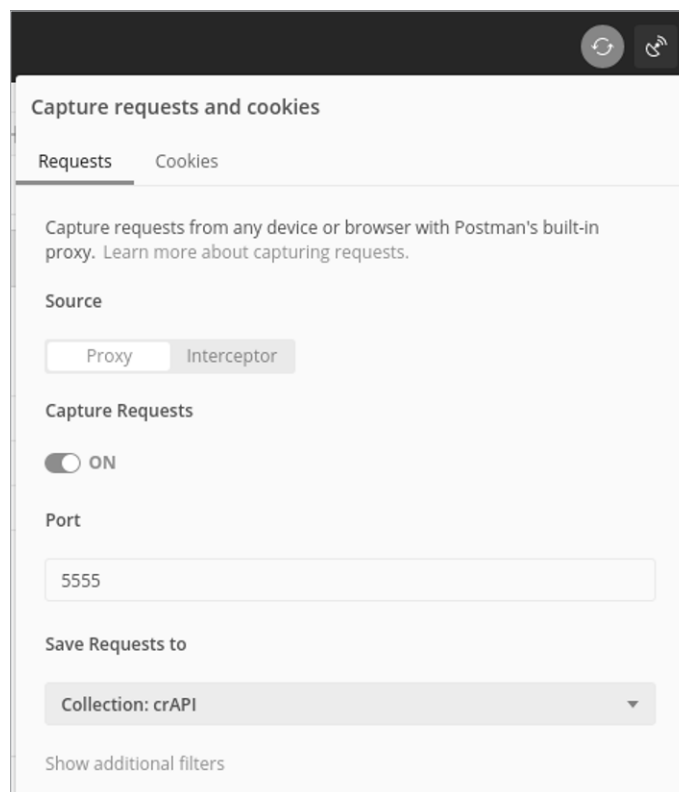 Capture requests and cookies
Requests Cookies
Capture requests from any device or browser with Postman's built-in
proxy. Learn more about capturing requests.
Source
Proxy Interceptor
Capture Requests
ON
Port
5555
Save Requests to
Collection: crAPI
Show additional filters